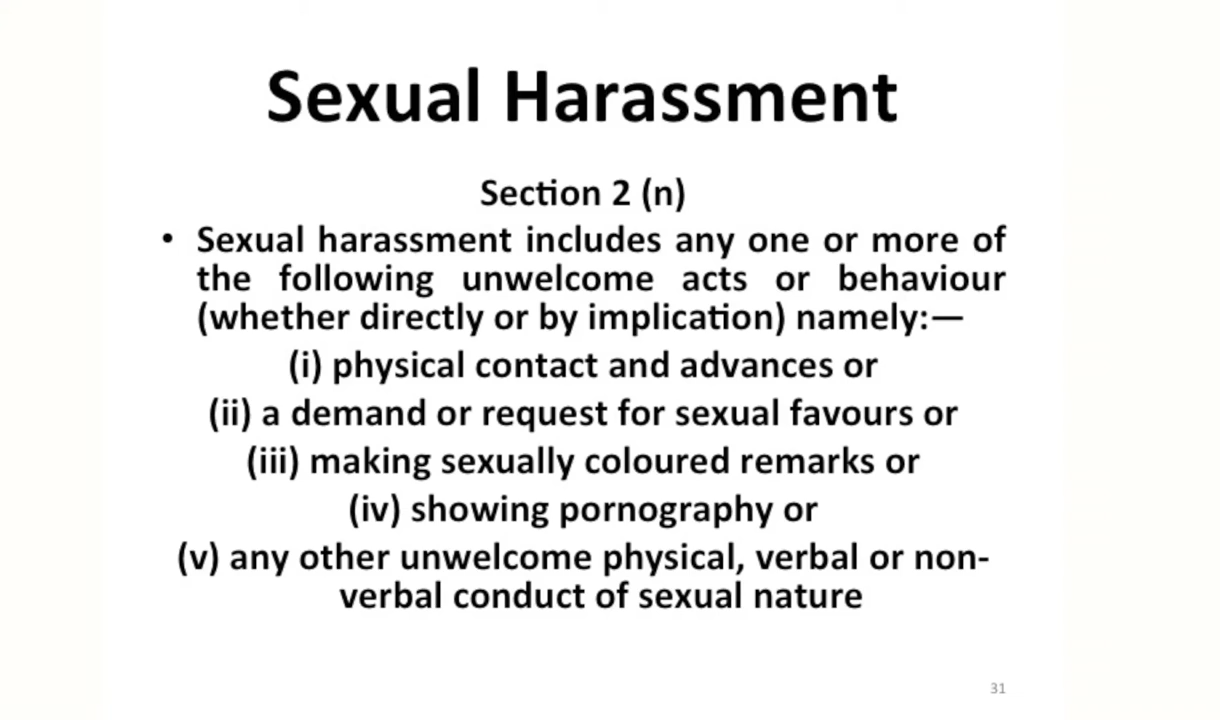 Sexual Harassment
Section 2 (n)
• Sexual harassment includes any one or more of
the following unwelcome acts or behaviour
(whether directly or by implication) namely:—
(i) physical contact and advances or
(ii) a demand or request for sexual favours or
(iii) making sexually coloured remarks or
(iv) showing pornography or
(v) any other unwelcome physical, verbal or non-
verbal conduct of sexual nature
31